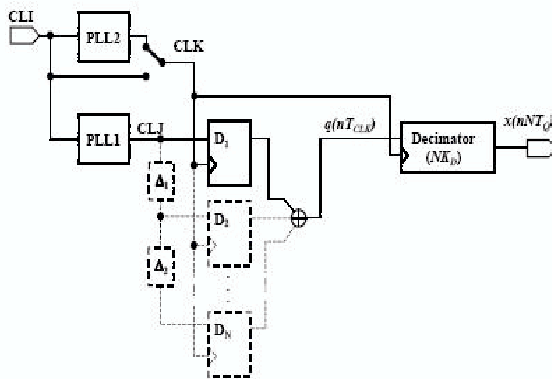 CLI
PLL2
CLK
PLL1
CLJ
D1
q(nTCLK)
Decimator
(NKD)
x(nNTQ)
Δ1
D2
Δ2
DN